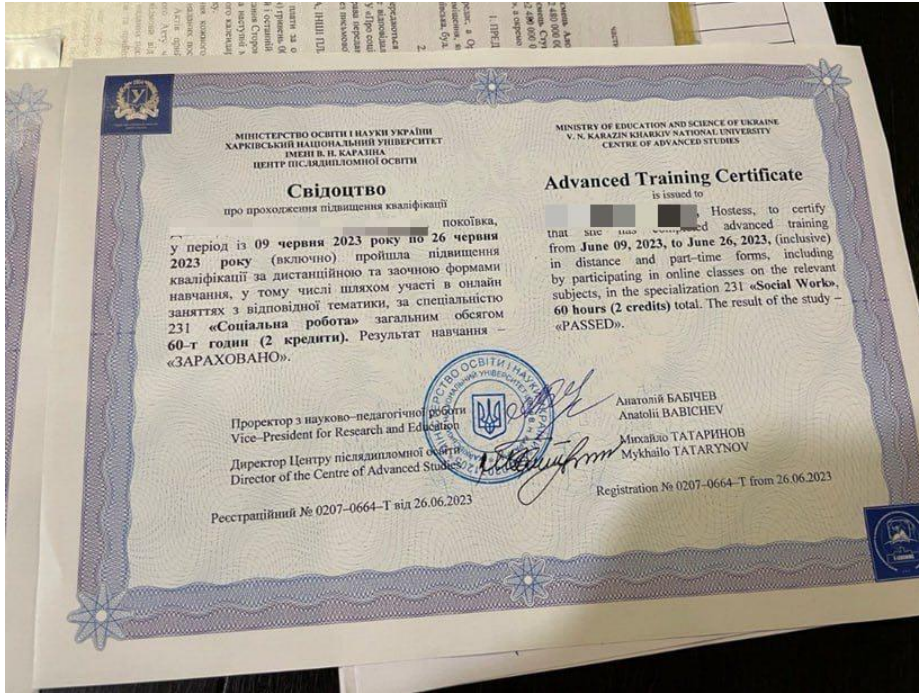 МІНІСТЕРСТВО ОСВІТИ І НАУКИ УКРАЇНИ
ХАРКІВСЬКИЙ НАЦІОНАЛЬНИЙ УНІВЕРСИТЕТ
ІМЕНІ В. Н. КАРАЗІНА
ЦЕНТР ПІСЛЯДИПЛОМНОЇ ОСВІТИ
Свідоцтво
про проходження підвищення кваліфікації
покоївка,
у період із 09 червня 2023 року по 26 червня
2023 року (включно) пройшла підвищення
кваліфікації за дистанційною та заочною формами
навчання, у тому числі шляхом участі в онлайн
заняттях з відповідної тематики, за спеціальністю
231 «Соціальна робота» загальним обсягом
60–т годин (2 кредити). Результат навчання –
«ЗАРАХОВАНО».
MINISTRY OF EDUCATION AND SCIENCE OF UKRAINE
V. N. KARAZIN KHARKIV NATIONAL UNIVERSITY
CENTRE OF ADVANCED STUDIES
Advanced Training Certificate
is issued to
Hostess, to certify
that she has completed advanced training
from June 09, 2023, to June 26, 2023, (inclusive)
in distance and part–time forms, including
by participating in online classes on the relevant
subjects, in the specialization 231 «Social Work»,
60 hours (2 credits) total. The result of the study –
«PASSED».
Проректор з науково–педагогічної роботи
Vice–President for Research and Education
Анатолій БАБІЧЕВ
Anatolii BABICHEV
Директор Центру післядипломної освіти
Director of the Centre of Advanced Studies
Михайло ТАТАРИНОВ
Mykhailo TATARYNOV
Реєстраційний № 0207–0664–Т від 26.06.2023
Registration № 0207–0664–T from 26.06.2023